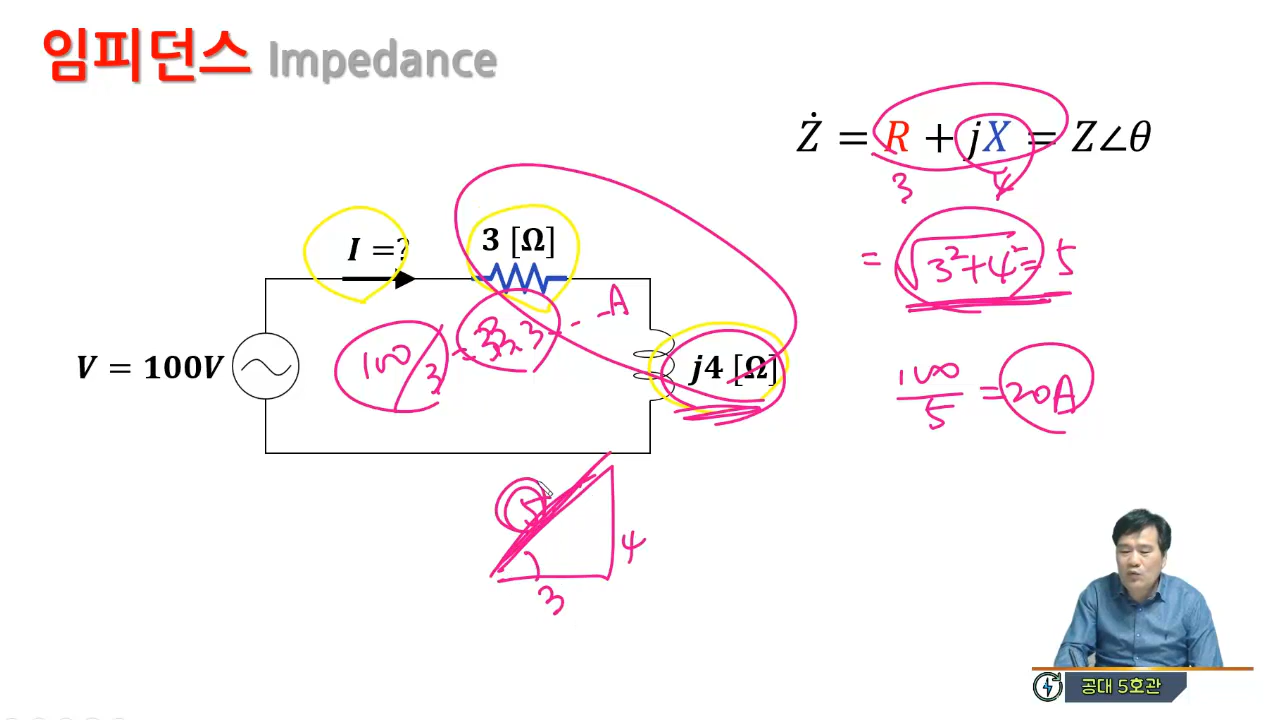 임피던스 Impedance
Ż = R + jX = Z∠θ
3 4
= √3²+4² = 5
I =?
3 [Ω]
100/3 = 33.3--A
V = 100V
j4 [Ω]
100/5 = 20A
5
4
3
공대 5호관